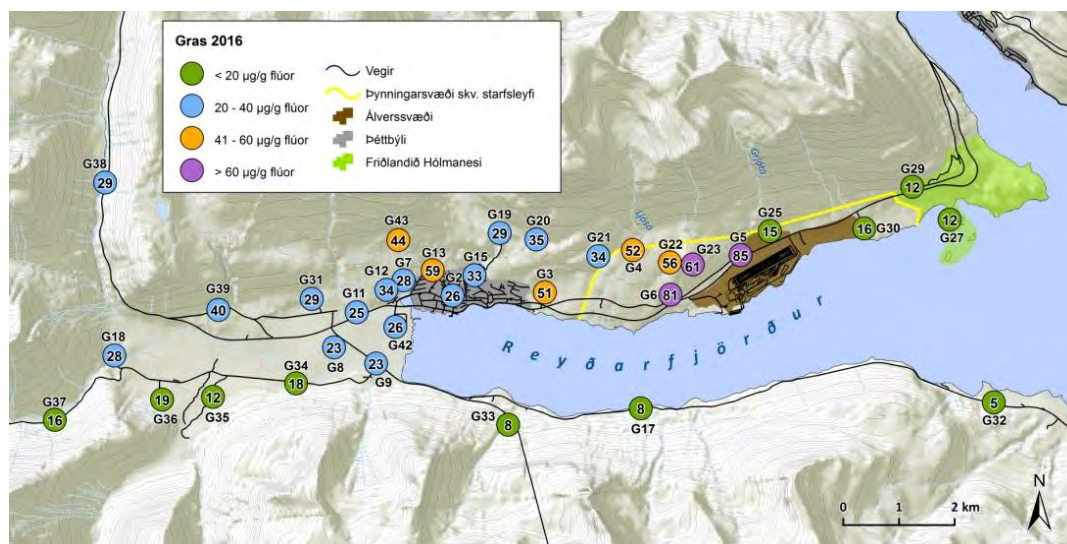 Gras 2016
< 20 µg/g flúor
20 - 40 µg/g flúor
41 - 60 µg/g flúor
> 60 µg/g flúor
Vegir
Þynningarsvæði skv. starfsleyfi
Álverssvæði
Þéttbýli
Friðlandið Hólmanesi
G38
29
G43
44
G19
29
G20
35
Ljósá
Grjótá
G29
12
G25
15
16
G30
12
G27
G21
34
52
G4
G22
56
G23
61
G5
85
G6
81
G7
28
G13
59
G15
33
G12
34
G2
26
G3
51
G31
29
G39
40
G11
25
26
G42
G18
28
23
G8
23
G9
G34
18
Reyðarfjörður
G37
16
19
G36
12
G35
G33
8
8
G17
5
G32
N
0 1 2 km